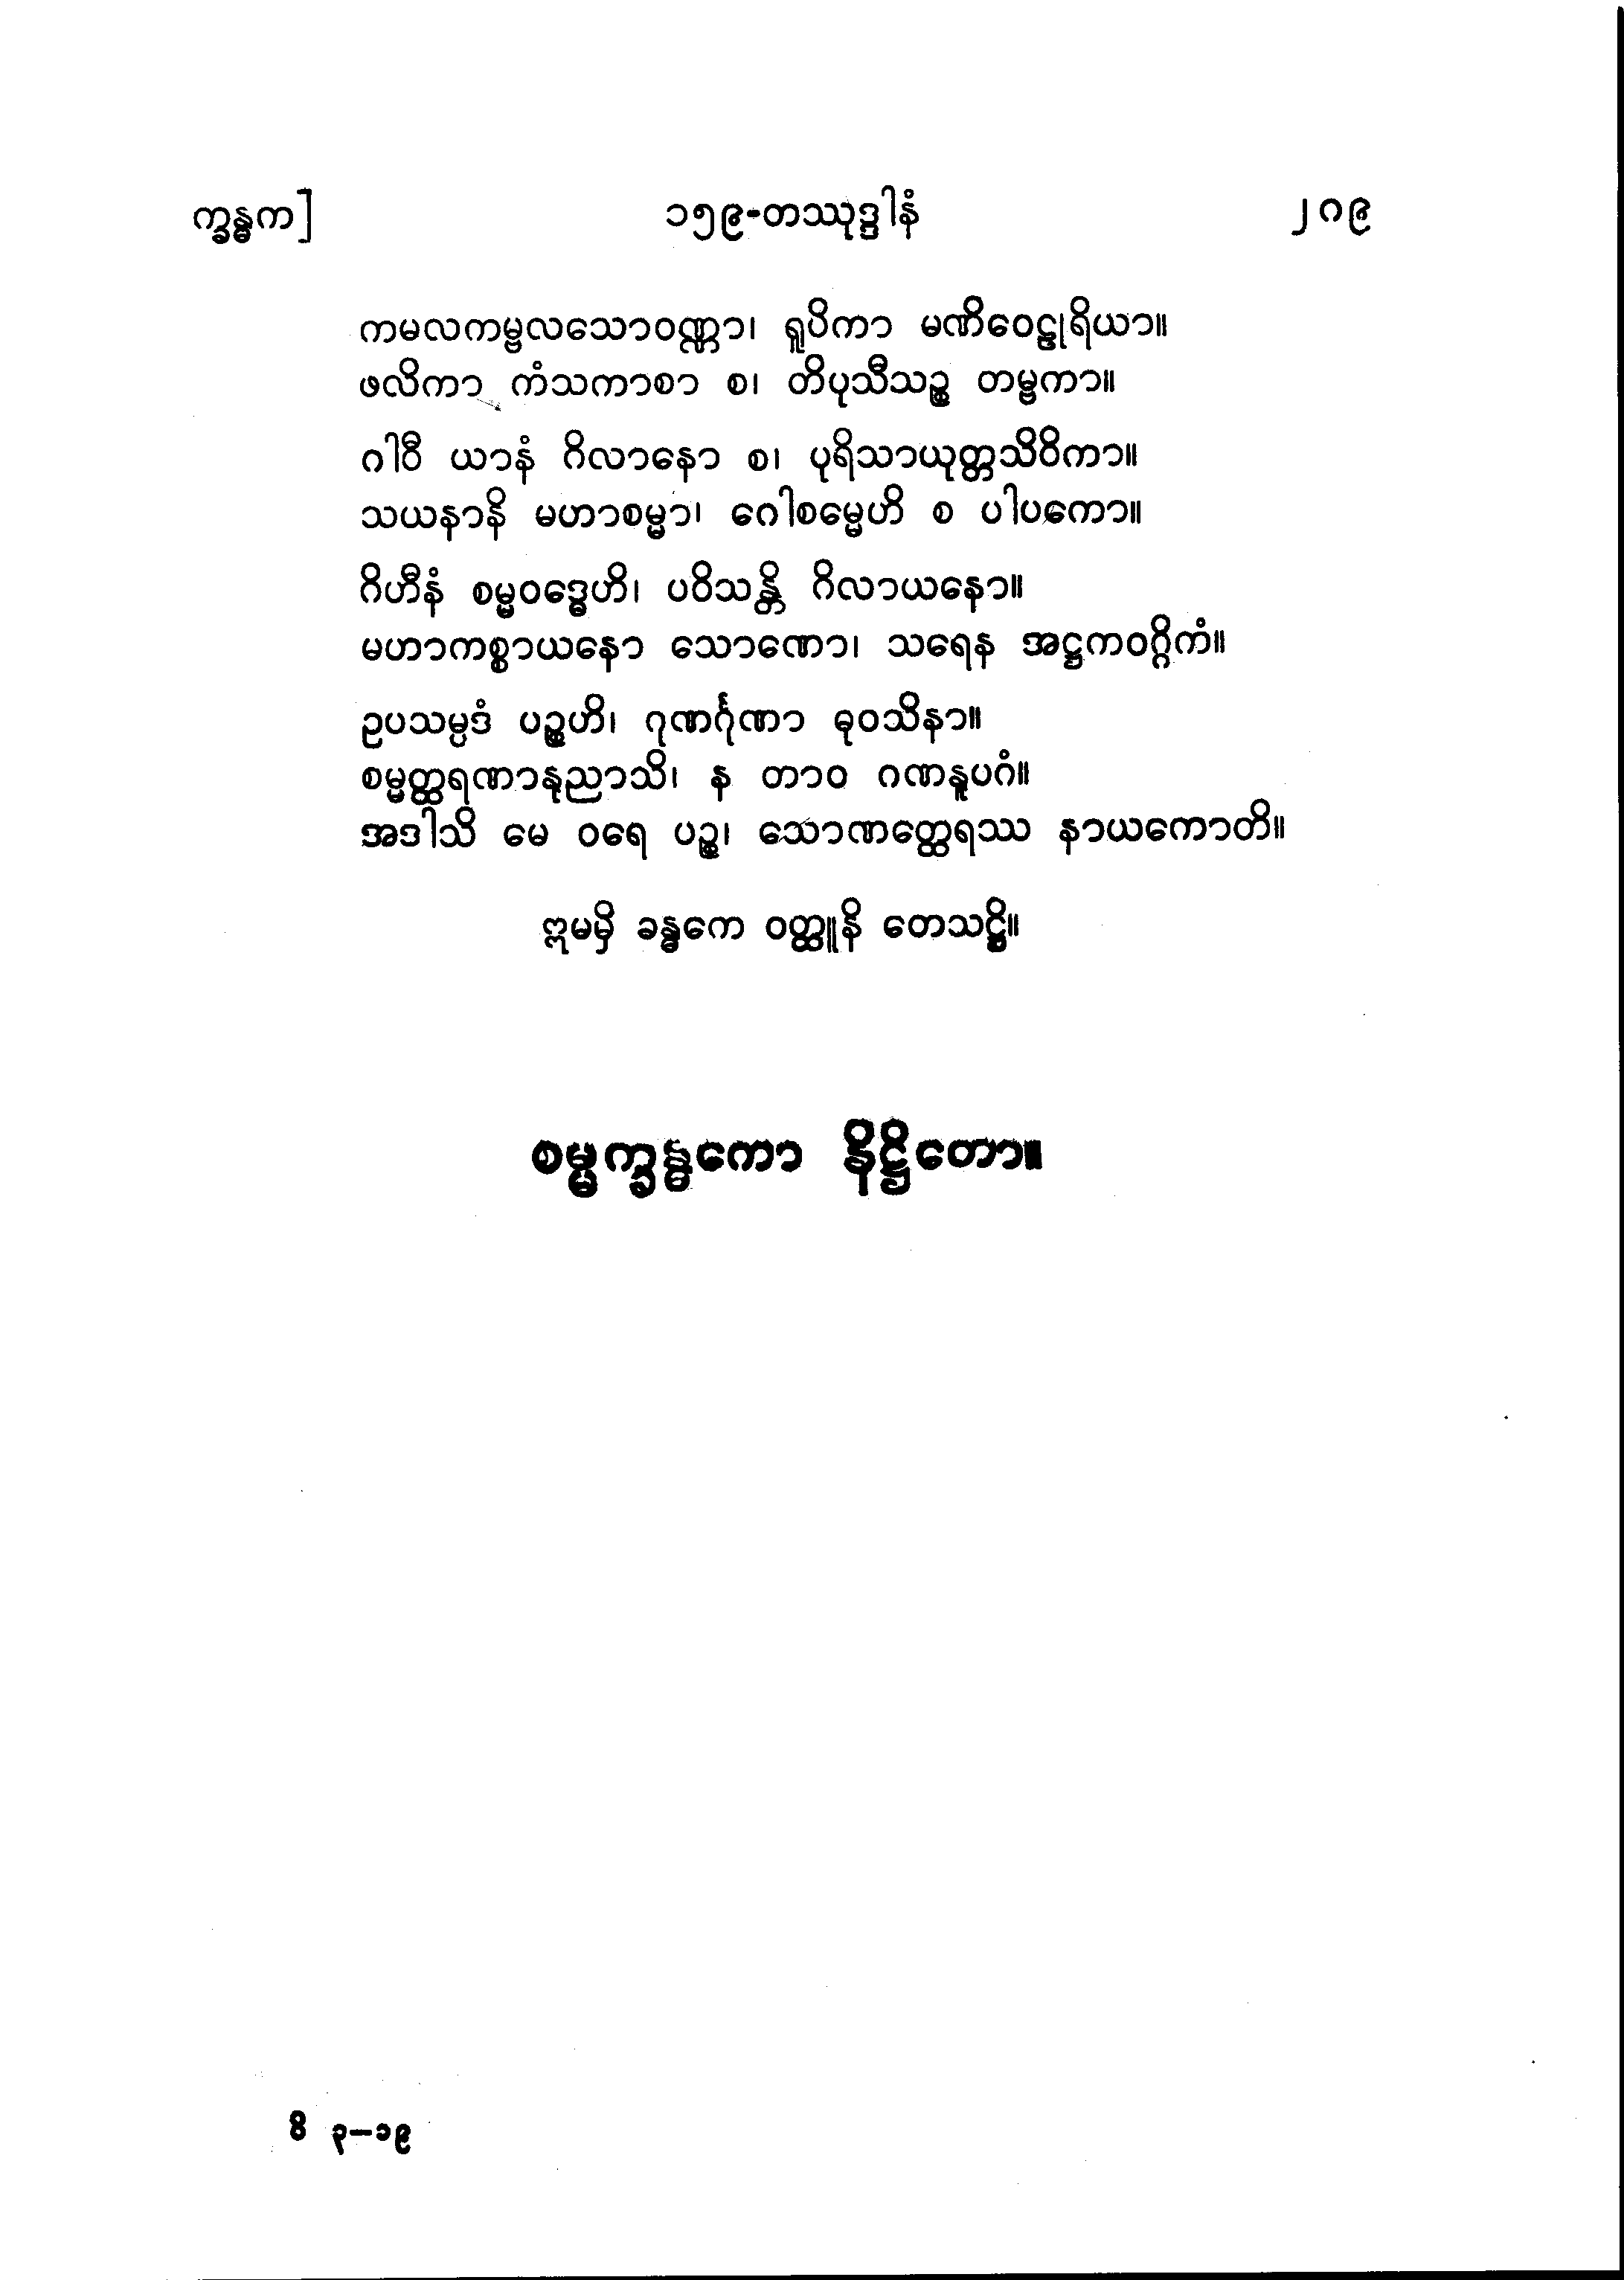 က္ခန္ဓက] ၁၅၉-တဿုဒ္ဒါနံ ၂၈၉
ကမလကမ္ဗလသောဝဏ္ဏာ၊ ရူပိကာ မဏိဝေဠုရိယာ။
ဖလိကာ ကံသကာစာ စ၊ တိပုသီသဉ္စ တမ္ဗကာ။
ဂါဝီ ယာနံ ဂိလာနော စ၊ ပုရိသာယုတ္တသိဝိကာ။
သယနာနိ မဟာစမ္မာ၊ ဂေါစမ္မေဟိ စ ပါပကော။
ဂိဟီနံ စမ္မဝဒ္ဓေဟိ၊ ပဝိသန္တိ ဂိလာယနော။
မဟာကစ္စာယနော သောဏော၊ သရေန အဋ္ဌကဝဂ္ဂိကံ။
ဥပသမ္ပဒံ ပဉ္စဟိ၊ ဂုဏင်္ဂုဏာ ဓုဝသိနာ။
စမ္မတ္ထရဏာနုညာသိ၊ န တာဝ ဂဏနူပဂံ။
အဒါသိ မေ ဝရေ ပဉ္စ၊ သောဏတ္ထေရဿ နာယကောတိ။
ဣမမှိ ခန္ဓကေ ဝတ္ထူနိ တေသဋ္ဌိ။
စမ္မက္ခန္ဓကော နိဋ္ဌိတော။
ဝိ ၃–၁၉